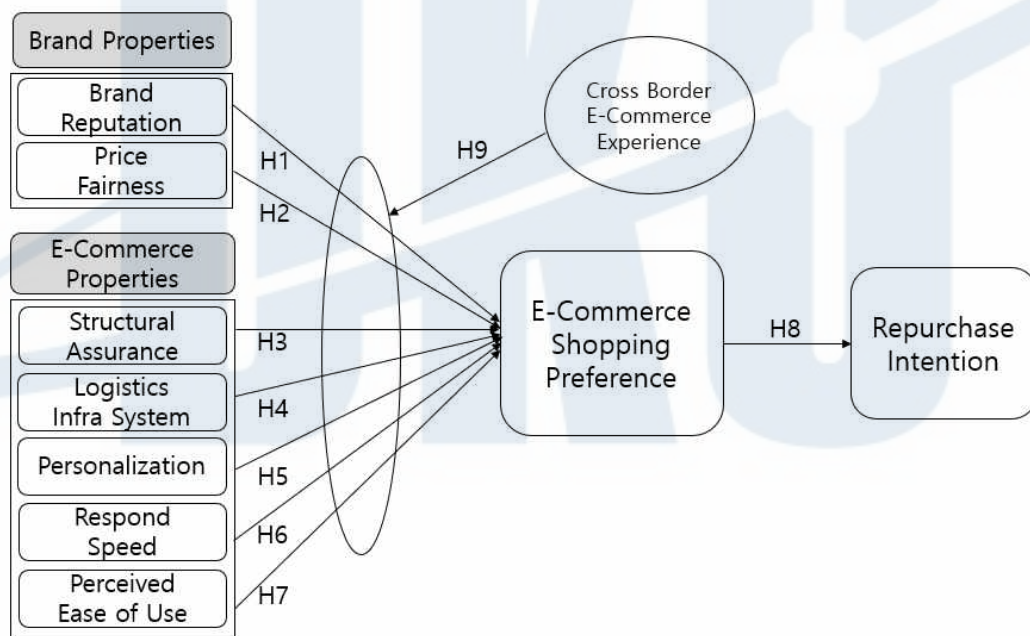 Brand Properties
Brand
Reputation
Price
Fairness
E-Commerce
Properties
Structural
Assurance
Logistics
Infra System
Personalization
Respond
Speed
Perceived
Ease of Use
H1
H2
H3
H4
H5
H6
H7
H9
Cross Border
E-Commerce
Experience
E-Commerce
Shopping
Preference
H8
Repurchase
Intention